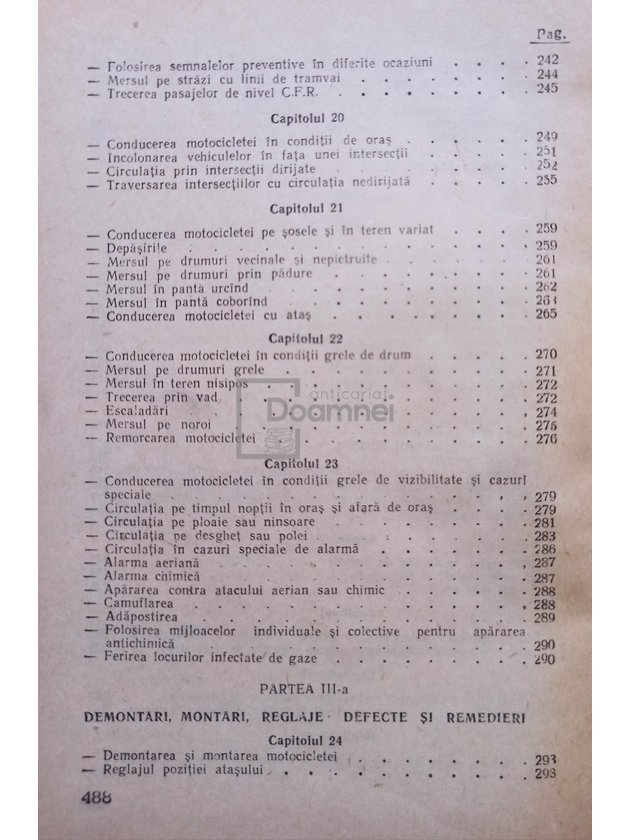 Pag.
— Folosirea semnalelor preventive în diferite ocaziuni . . . . 242
— Mersul pe străzi cu linii de tramvai . . . . . . . 244
— Trecerea pasajelor de nivel C.F.R. . . . . . . . . 245
Capitolul 20
— Conducerea motocicletei în condiții de oraș . . . . . . 249
— Incolonarea vehiculelor în fața unei intersecții . . . . . 251
— Circulația prin intersecții dirijate . . . . . . . . 252
— Traversarea intersecțiilor cu circulația nedirijată . . . . . 255
Capitolul 21
— Conducerea motocicletei pe șosele și în teren variat . . . . 259
— Depășirile . . . . . . . . . . . . . 259
— Mersul pe drumuri vecinale și nepietruite . . . . . . 261
— Mersul pe drumuri prin pădure . . . . . . . . 261
— Mersul în pantă urcînd . . . . . . . . . . 262
— Mersul în pantă coborînd . . . . . . . . . 263
— Conducerea motocicletei cu ataș . . . . . . . . 265
Capitolul 22
— Conducerea motocicletei în condiții grele de drum . . . . . 270
— Mersul pe drumuri grele . . . . . . . . . . 271
— Mersul în teren nisipos . . . . . . . . . . 272
— Trecerea prin vad . . . . . . . . . . . 272
— Escaladări . . . . . . . . . . . . . 274
— Mersul pe noroi . . . . . . . . . . . . 275
— Remorcarea motocicletei . . . . . . . . . . 276
anticariat
Doamnei
Capitolul 23
— Conducerea motocicletei în condiții grele de vizibilitate și cazuri
speciale . . . . . . . . . . . . . . 279
— Circulația pe timpul nopții în oraș și afară de oraș . . . . 279
— Circulația pe ploaie sau ninsoare . . . . . . . . 281
— Circulația pe desgheț sau polei . . . . . . . . 283
— Circulația în cazuri speciale de alarmă . . . . . . . 286
— Alarma aeriană . . . . . . . . . . . . 287
— Alarma chimică . . . . . . . . . . . . 287
— Apărarea contra atacului aerian sau chimic . . . . . . 288
— Camuflarea . . . . . . . . . . . . . 288
— Adăpostirea . . . . . . . . . . . . . 289
— Folosirea mijloacelor individuale și colective pentru apărarea
antichimică . . . . . . . . . . . . . 290
— Ferirea locurilor infectate de gaze . . . . . . . . 290
PARTEA III-a
DEMONTĂRI, MONTĂRI, REGLAJE DEFECTE ȘI REMEDIERI
Capitolul 24
— Demontarea și montarea motocicletei . . . . . . . 293
— Reglajul poziției atașului . . . . . . . . . . 293
488